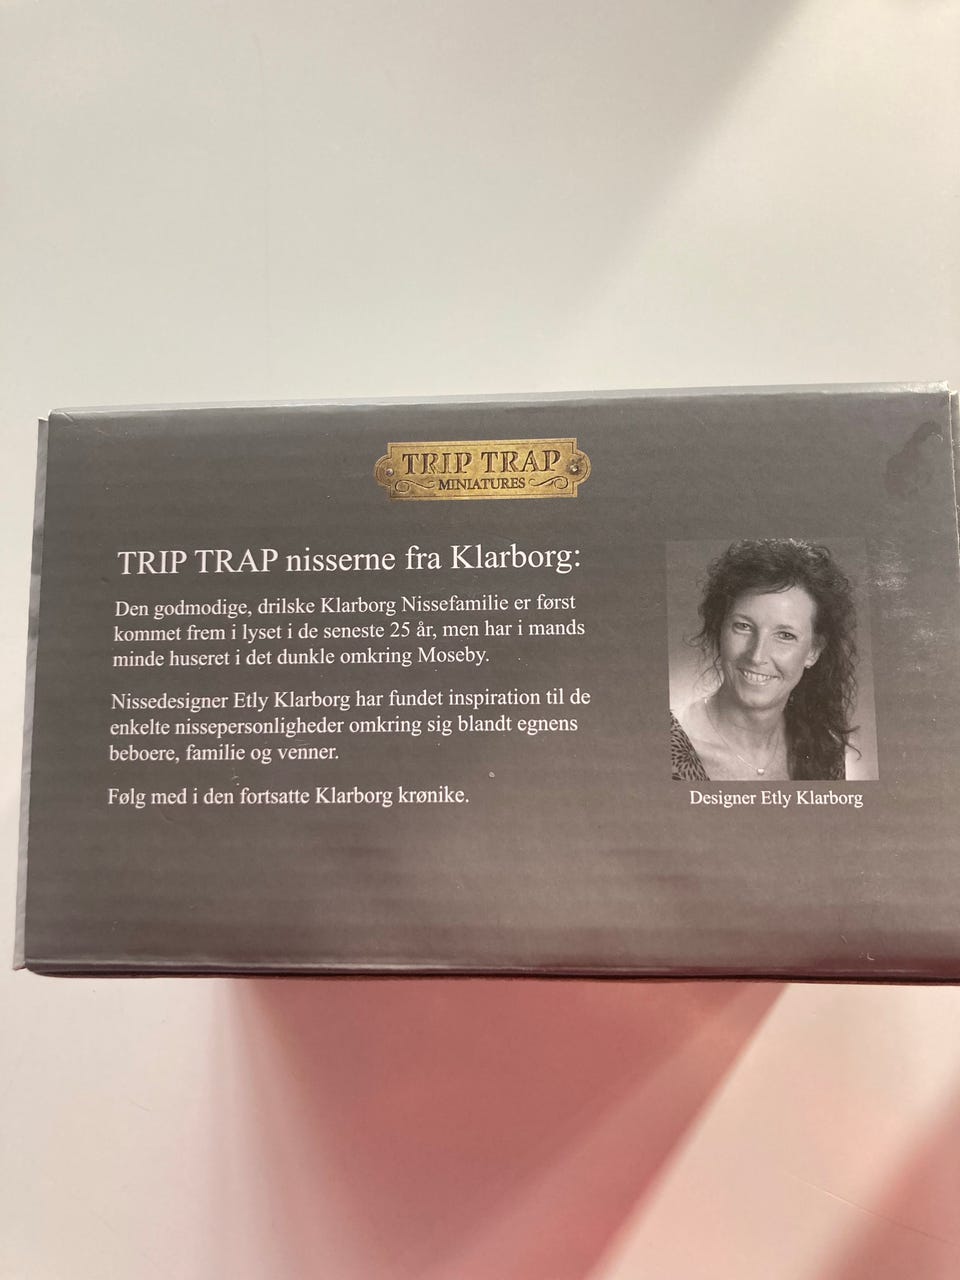 TRIP TRAP
MINIATURES
TRIP TRAP nisserne fra Klarborg:
Den godmodige, drilske Klarborg Nissefamilie er først
kommet frem i lyset i de seneste 25 år, men har i mands
minde huseret i det dunkle omkring Moseby.
Nissedesigner Etly Klarborg har fundet inspiration til de
enkelte nissepersonligheder omkring sig blandt egnens
beboere, familie og venner.
Følg med i den fortsatte Klarborg krønike.
Designer Etly Klarborg